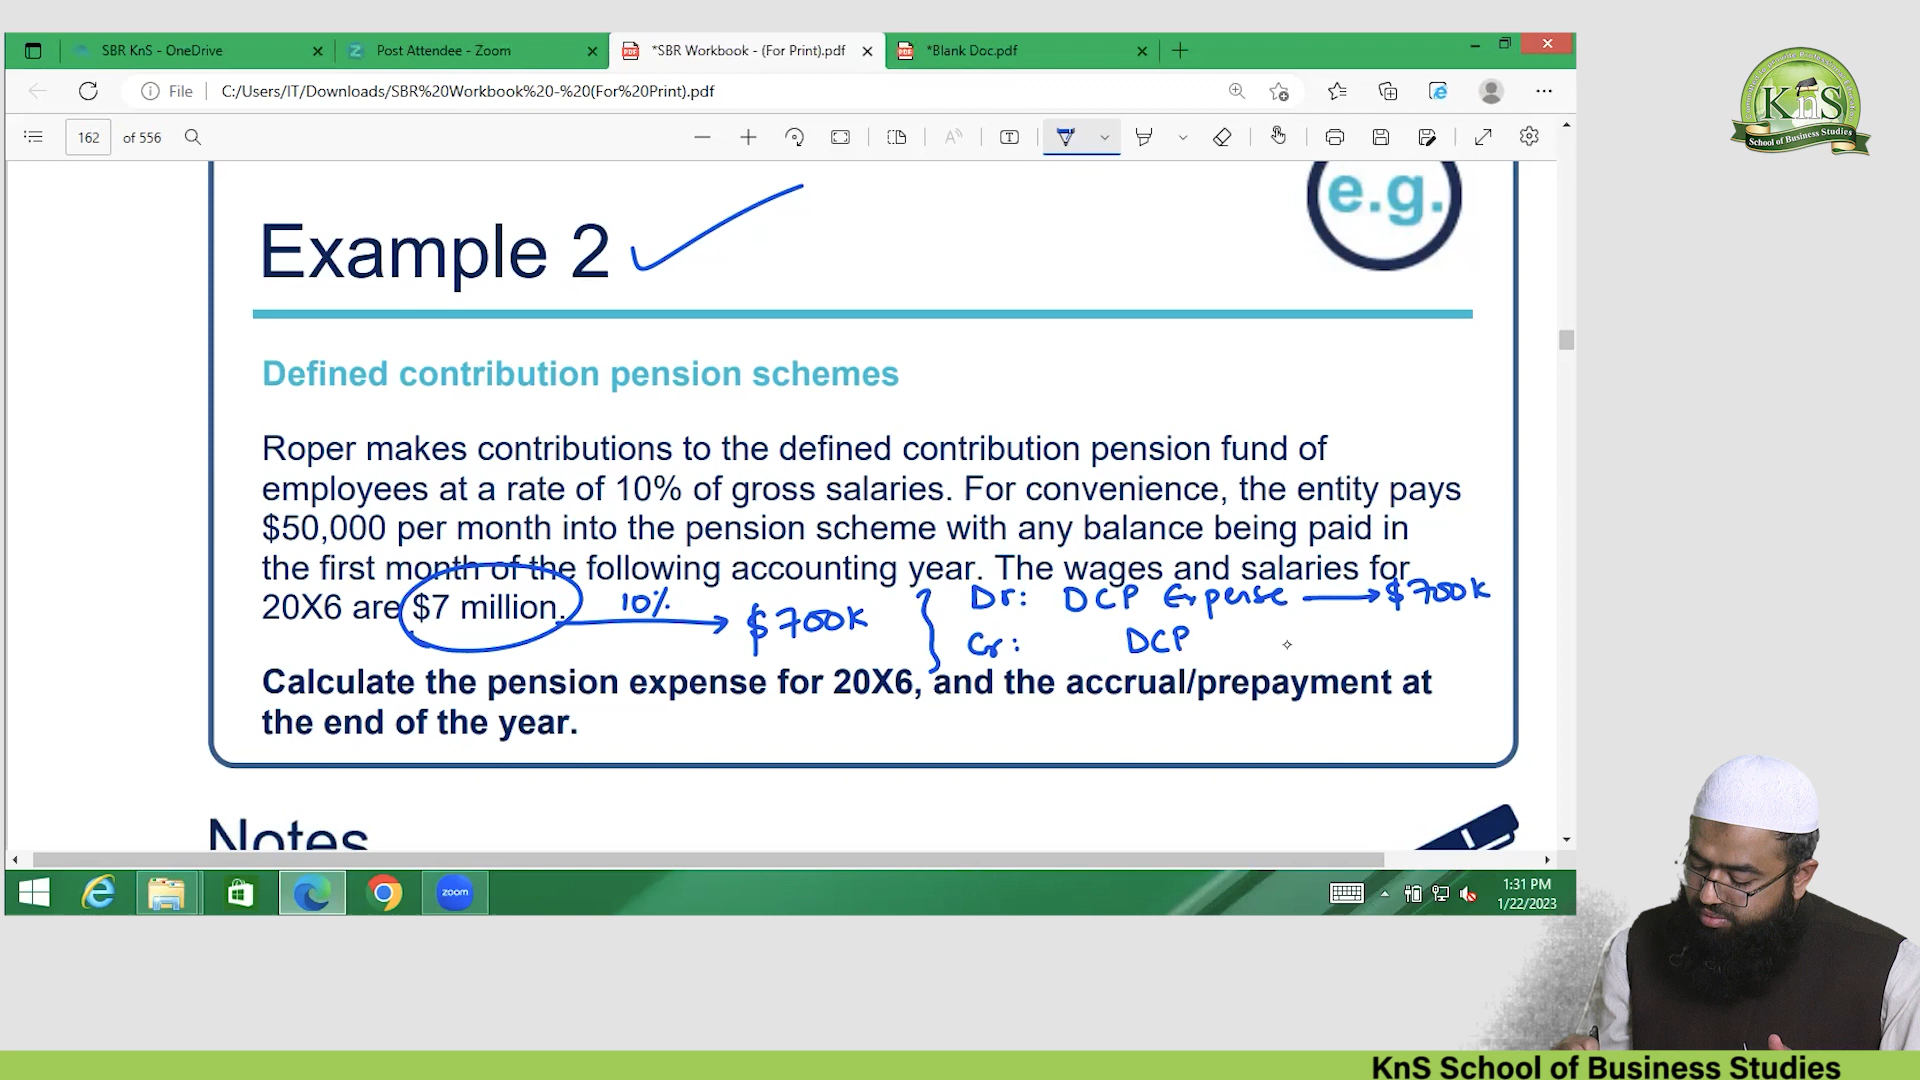 SBR KnS - OneDrive
Post Attendee - Zoom
*SBR Workbook - (For Print).pdf
*Blank Doc.pdf
File
C:/Users/IT/Downloads/SBR%20Workbook%20-%20(For%20Print).pdf
162 of 556
KnS
School of Business Studies
e.g.
Example 2
Defined contribution pension schemes
Roper makes contributions to the defined contribution pension fund of
employees at a rate of 10% of gross salaries. For convenience, the entity pays
$50,000 per month into the pension scheme with any balance being paid in
the first month of the following accounting year. The wages and salaries for
20X6 are $7 million.
10%
$700K
Dr: DCP Expense $700K
Cr: DCP
Calculate the pension expense for 20X6, and the accrual/prepayment at
the end of the year.
Notes
zoom
1:31 PM
1/22/2023
KnS School of Business Studies